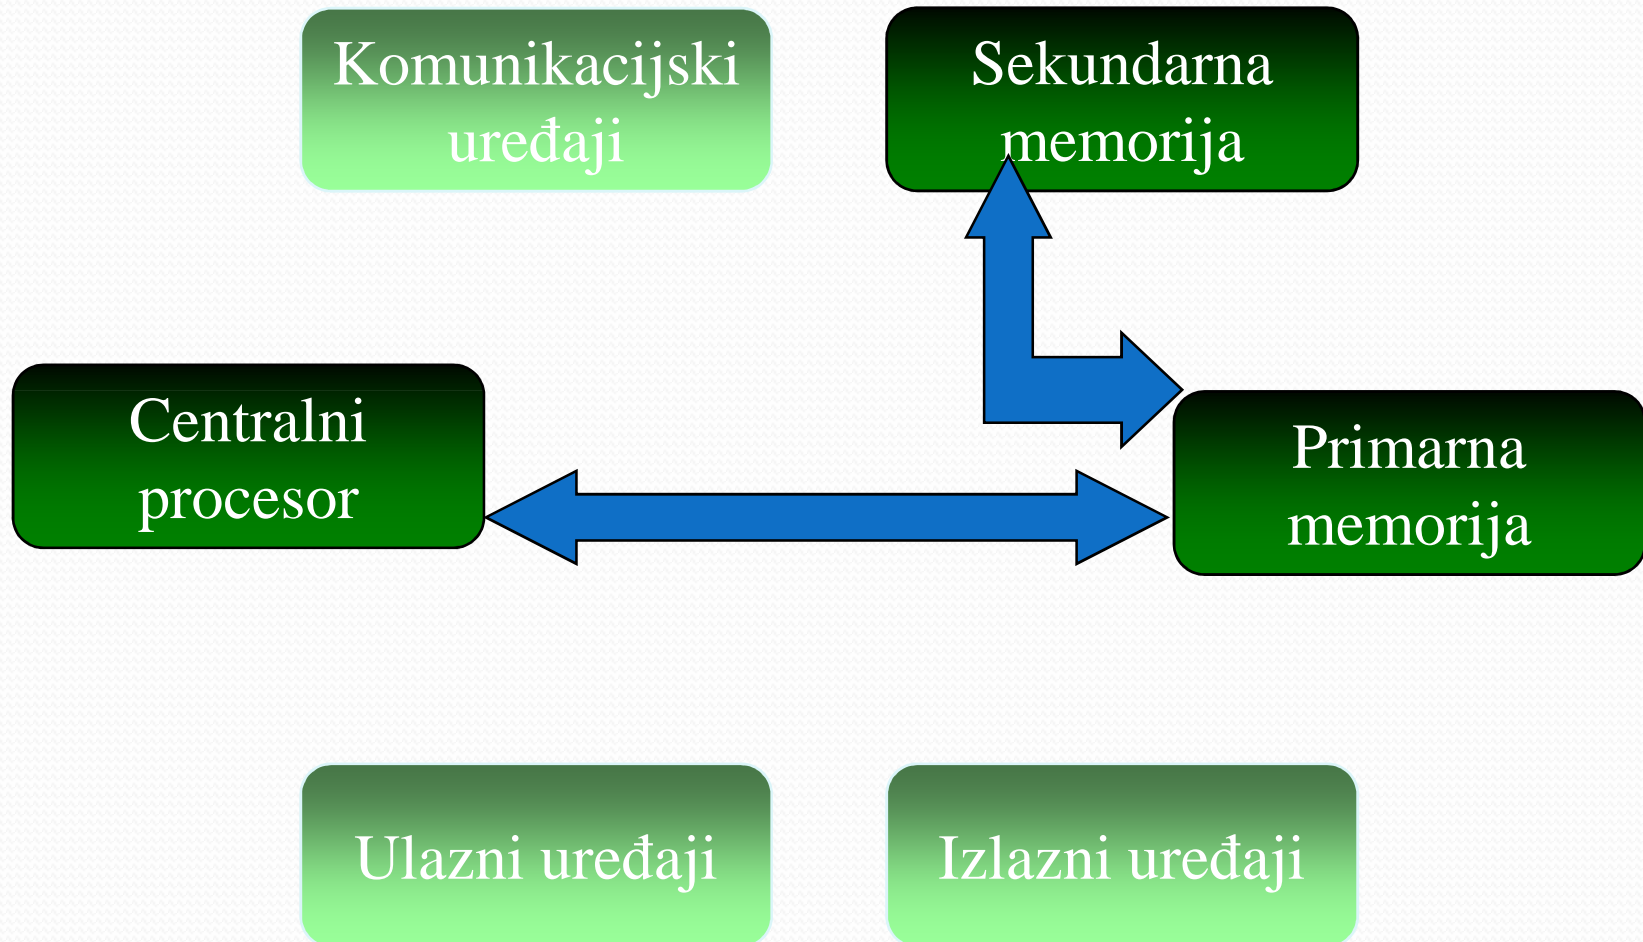 Komunikacijski
uređaji
Sekundarna
memorija
Centralni
procesor
Primarna
memorija
Ulazni uređaji
Izlazni uređaji